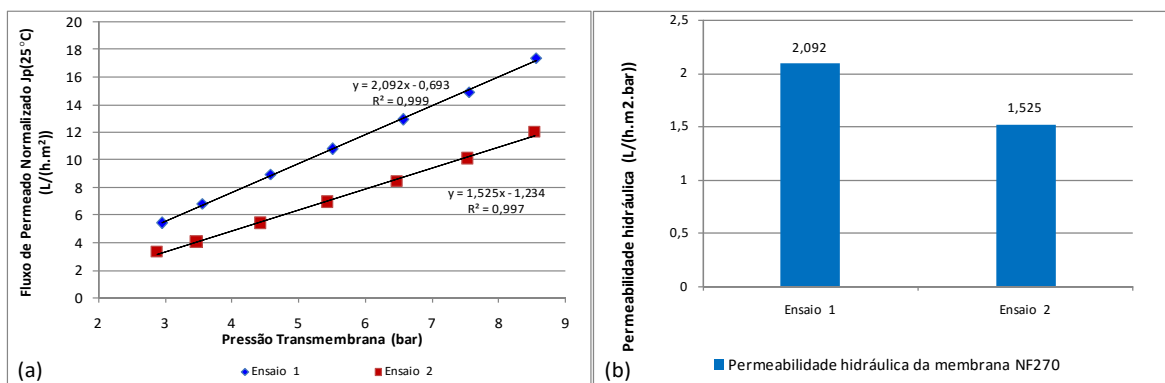 Fluxo de Permeado Normalizado Jp(25°C)
(L/(h.m²))
20
18
16
14
12
10
8
6
4
2
0
y = 2,092x - 0,693
R² = 0,999
y = 1,525x - 1,234
R² = 0,997
2 3 4 5 6 7 8 9
Pressão Transmembrana (bar)
(a)
Ensaio 1 Ensaio 2
Permeabilidade hidráulica (L/(h.m2.bar))
2,5
2
1,5
1
0,5
0
2,092
1,525
Ensaio 1 Ensaio 2
(b)
Permeabilidade hidráulica da membrana NF270